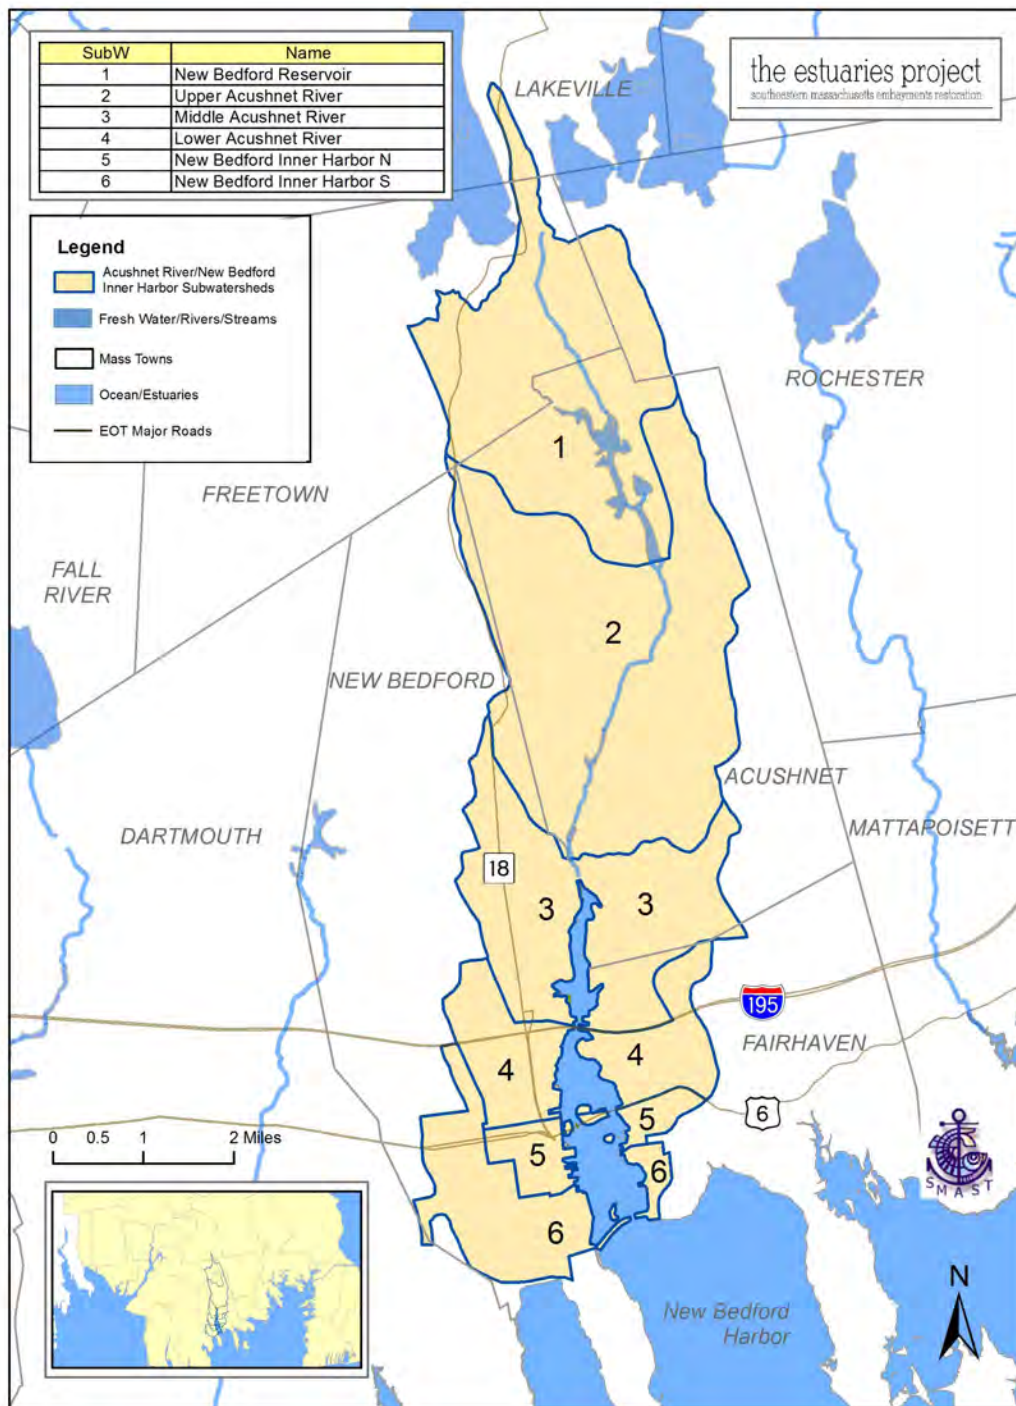 SubW Name
1 New Bedford Reservoir
2 Upper Acushnet River
3 Middle Acushnet River
4 Lower Acushnet River
5 New Bedford Inner Harbor N
6 New Bedford Inner Harbor S
the estuaries project
southeastern massachusetts embayments restoration
LAKEVILLE
Legend
Acushnet River/New Bedford
Inner Harbor Subwatersheds
Fresh Water/Rivers/Streams
Mass Towns
Ocean/Estuaries
EOT Major Roads
ROCHESTER
1
FREETOWN
FALL
RIVER
2
NEW BEDFORD
ACUSHNET
DARTMOUTH
MATTAPOISETT
18
3
3
195
FAIRHAVEN
4
4
6
5
5
6
6
0 0.5 1 2 Miles
SMAST
N
New Bedford
Harbor